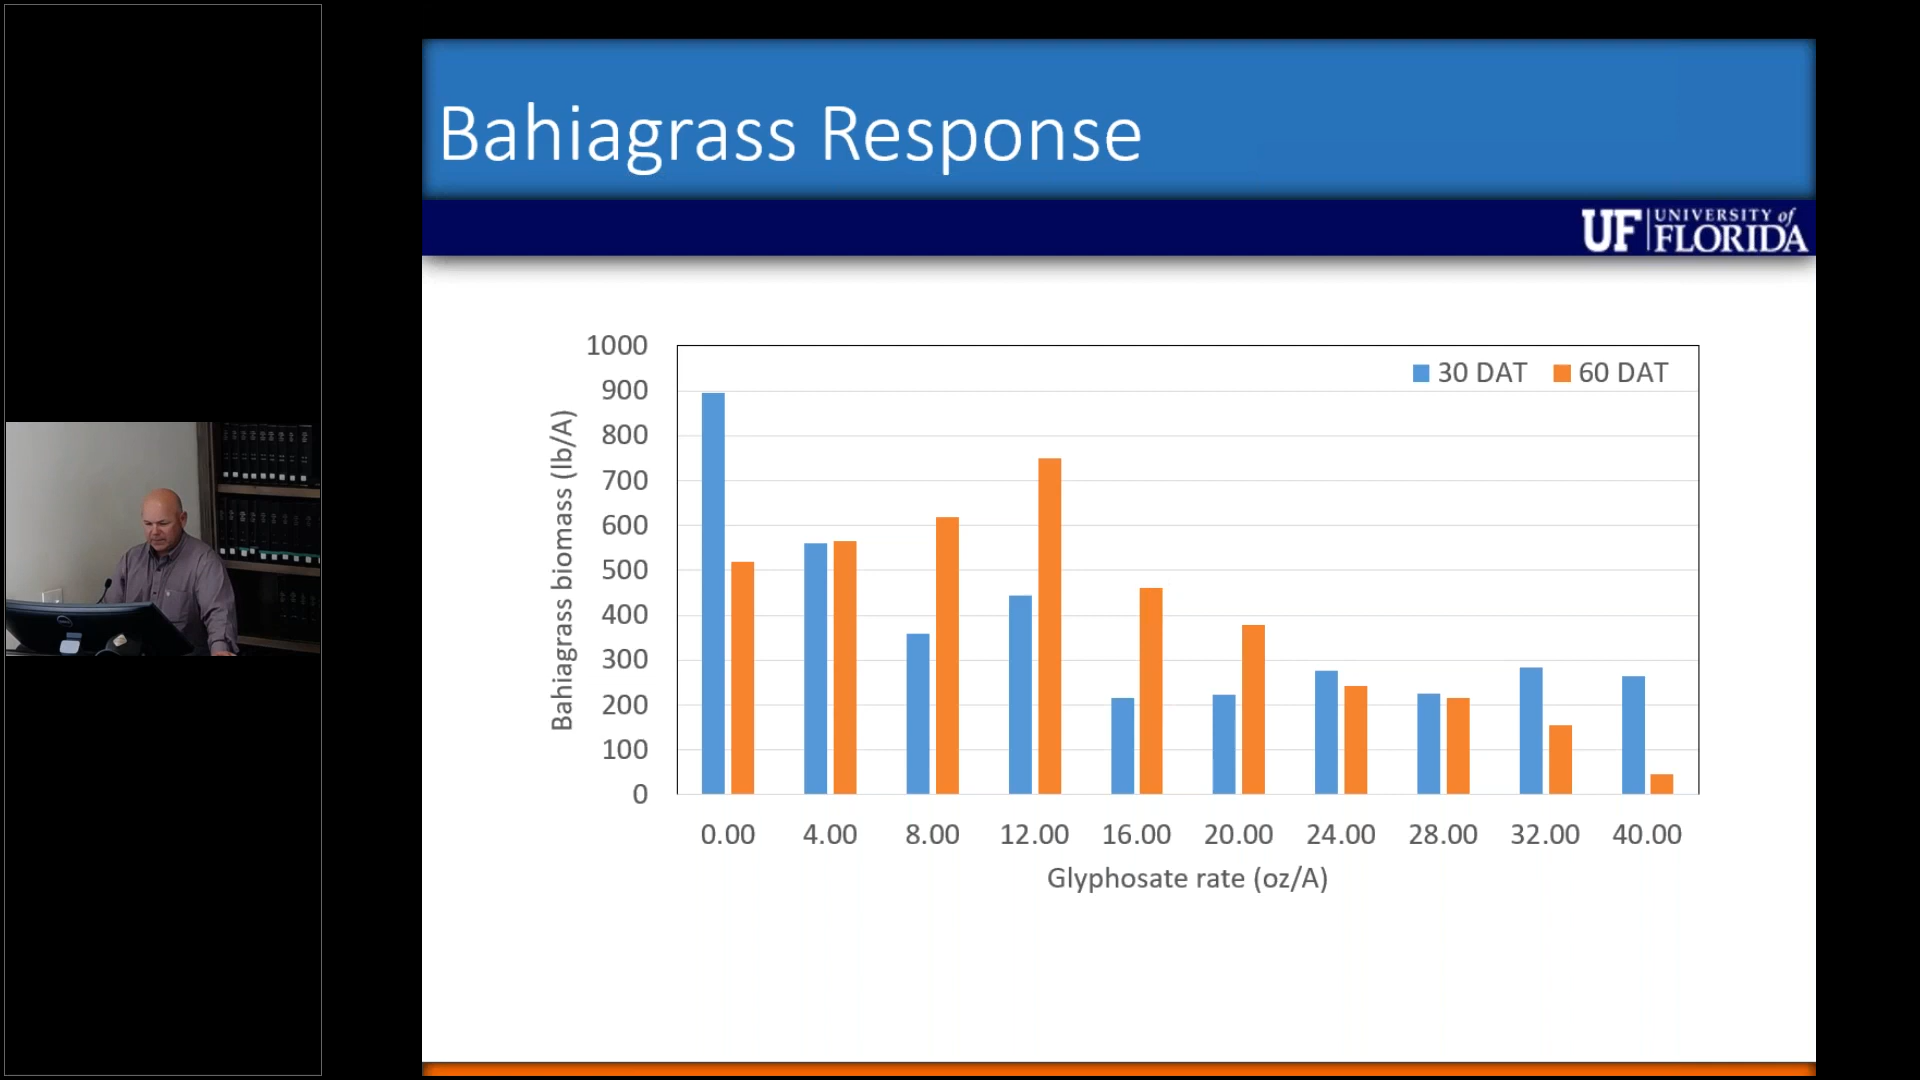 Bahiagrass Response
UF UNIVERSITY of
FLORIDA
30 DAT 60 DAT
Bahiagrass biomass (lb/A)
1000
900
800
700
600
500
400
300
200
100
0
0.00 4.00 8.00 12.00 16.00 20.00 24.00 28.00 32.00 40.00
Glyphosate rate (oz/A)